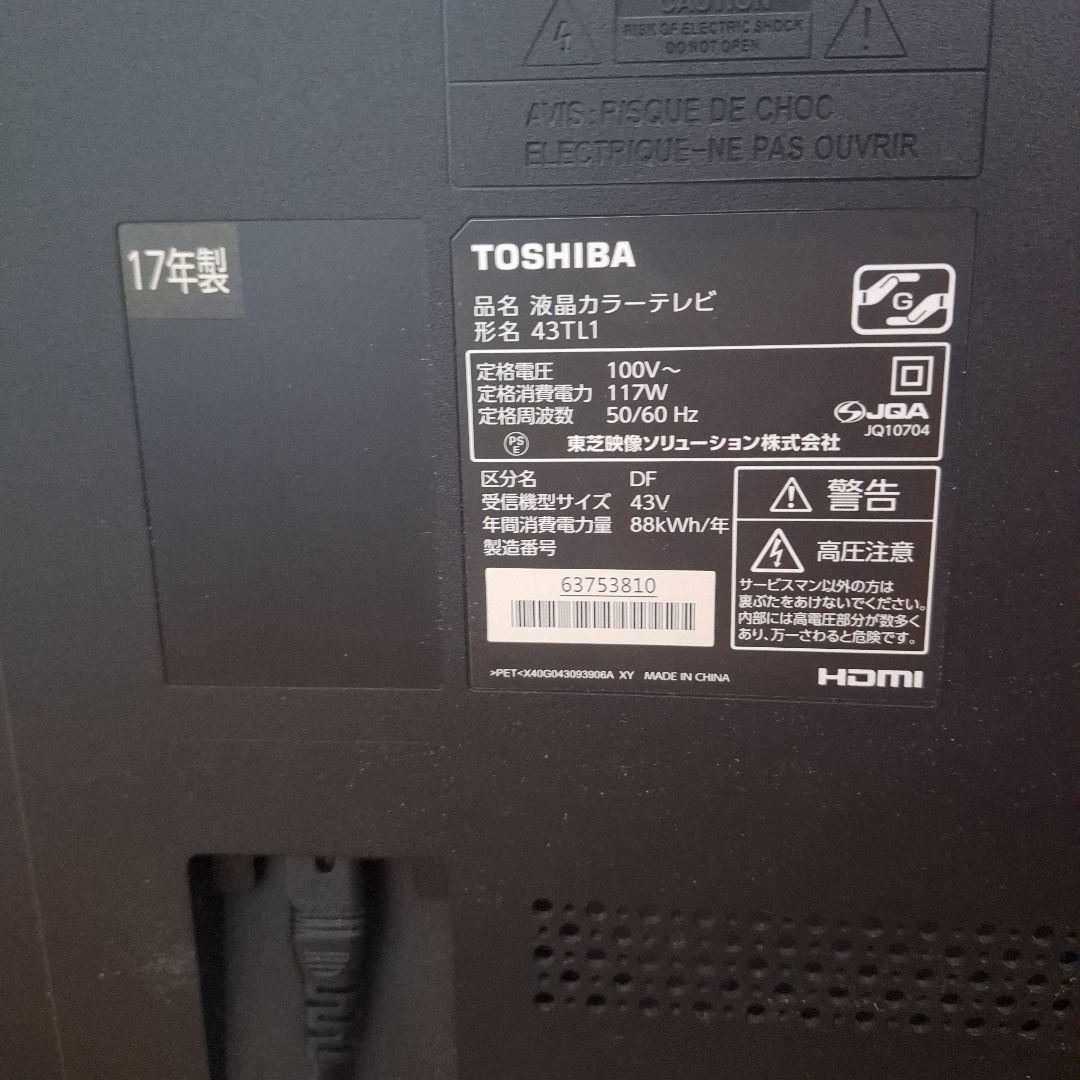 CAUTION
RISK OF ELECTRIC SHOCK
DO NOT OPEN
AVIS: RISQUE DE CHOC
ELECTRIQUE-NE PAS OUVRIR
17年製
TOSHIBA
品名 液晶カラーテレビ
形名 43TL1
G
定格電圧 100V～
定格消費電力 117W
定格周波数 50/60 Hz
JQA
JQ10704
PS
E
東芝映像ソリューション株式会社
区分名 DF
受信機型サイズ 43V
年間消費電力量 88kWh/年
製造番号
63753810
警告
高圧注意
サービスマン以外の方は
裏ぶたをあけないでください。
内部には高電圧部分が数多く
あり、万一さわると危険です。
>PET<X40G043093906A XY MADE IN CHINA
HDMI